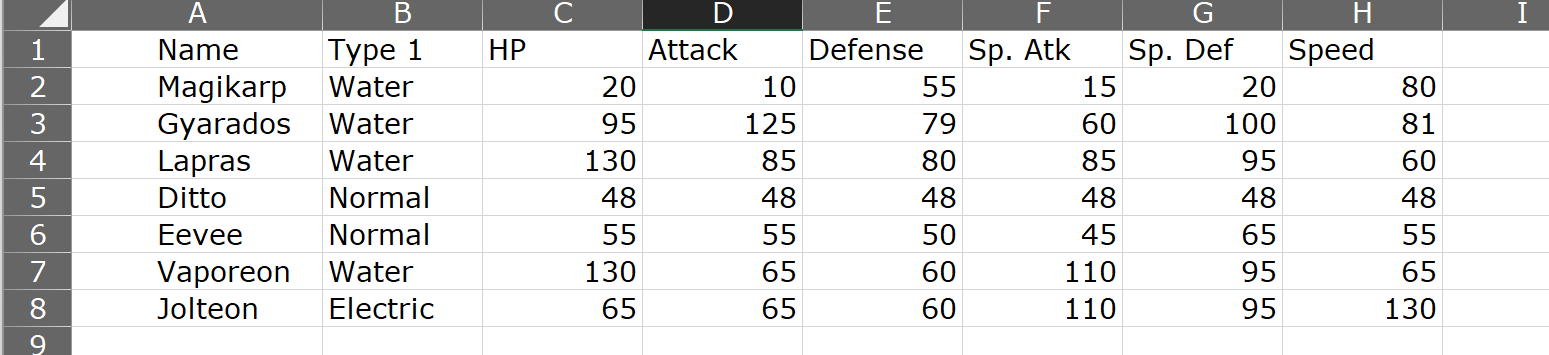 A B C D E F G H I
1 Name Type 1 HP Attack Defense Sp. Atk Sp. Def Speed
2 Magikarp Water 20 10 55 15 20 80
3 Gyarados Water 95 125 79 60 100 81
4 Lapras Water 130 85 80 85 95 60
5 Ditto Normal 48 48 48 48 48 48
6 Eevee Normal 55 55 50 45 65 55
7 Vaporeon Water 130 65 60 110 95 65
8 Jolteon Electric 65 65 60 110 95 130
9